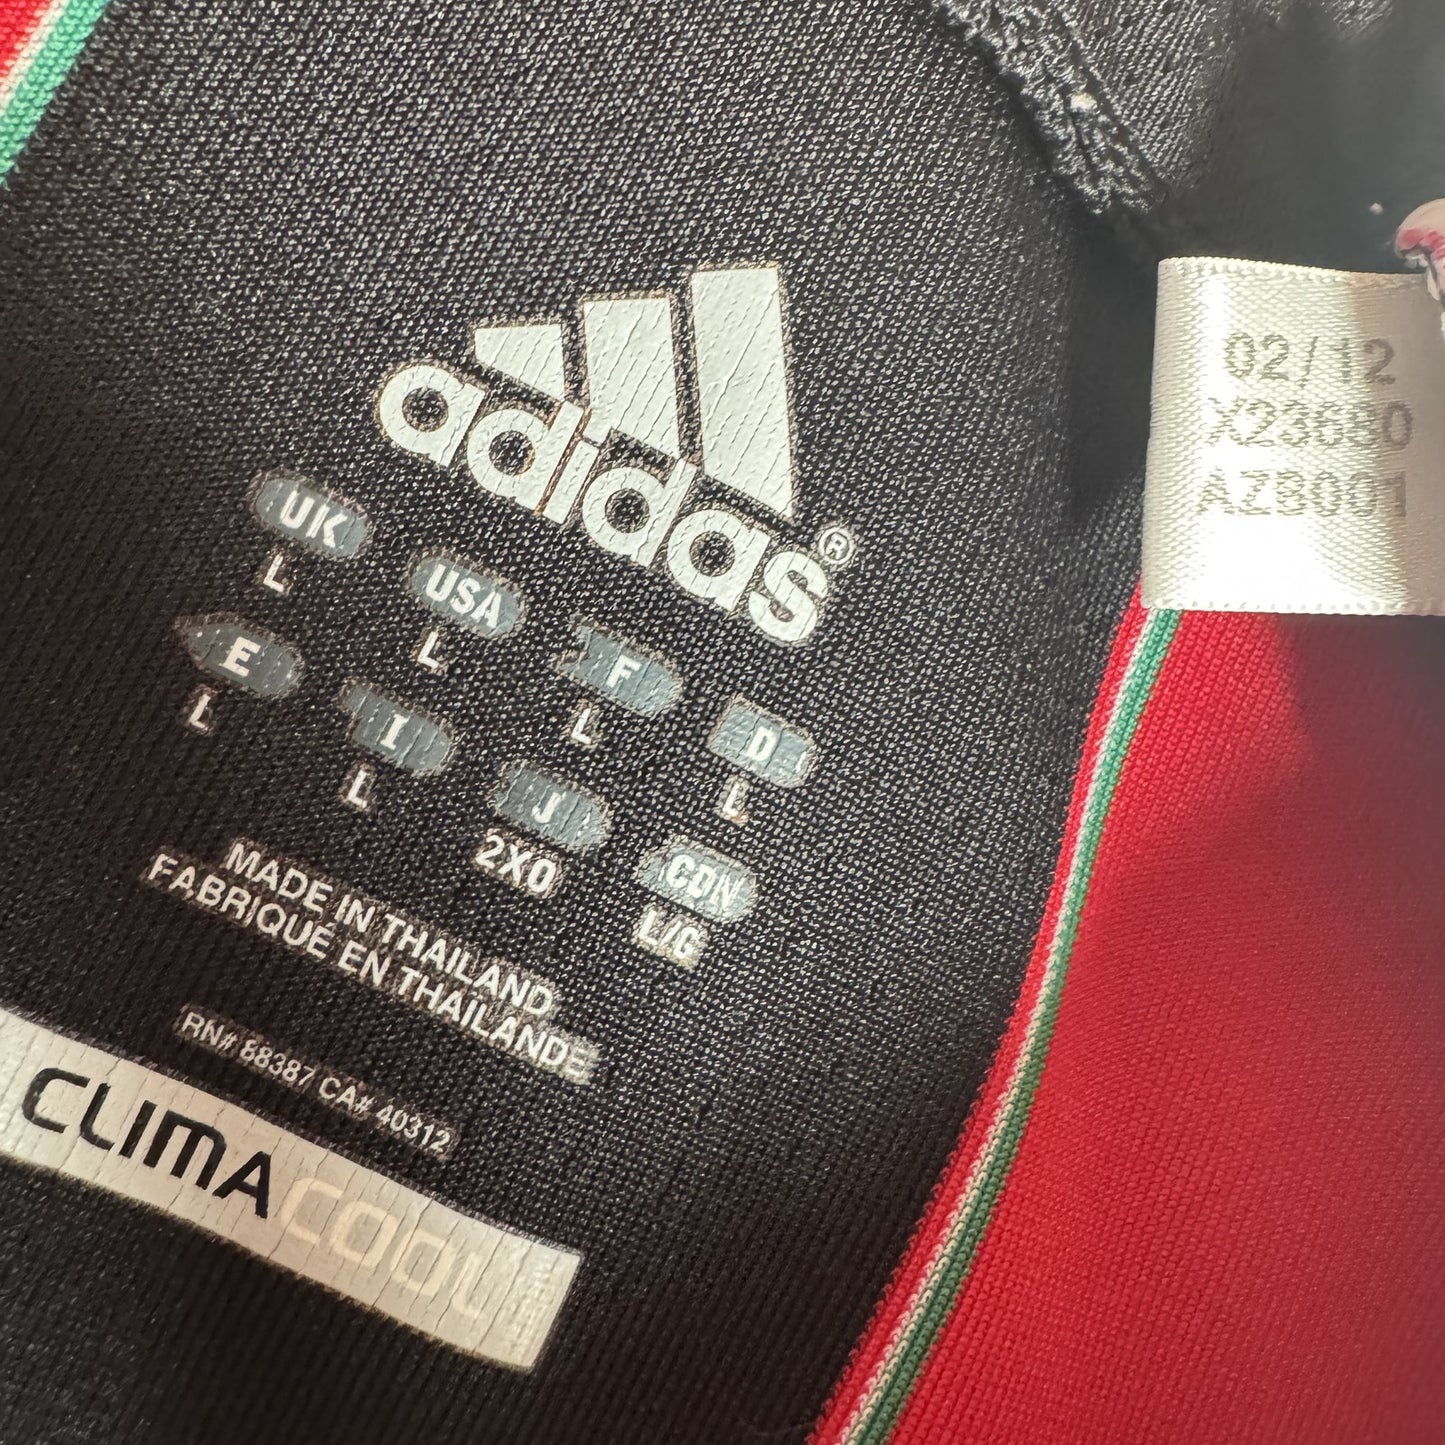 adidas®
UK
L
USA
L
F
L
D
L
E
L
I
L
J
2XO
CDN
L/G
MADE IN THAILAND
FABRIQUÉ EN THAILANDE
RN# 88387 CA# 40312
CLIMACOOL
02/12
X23680
AZ8001